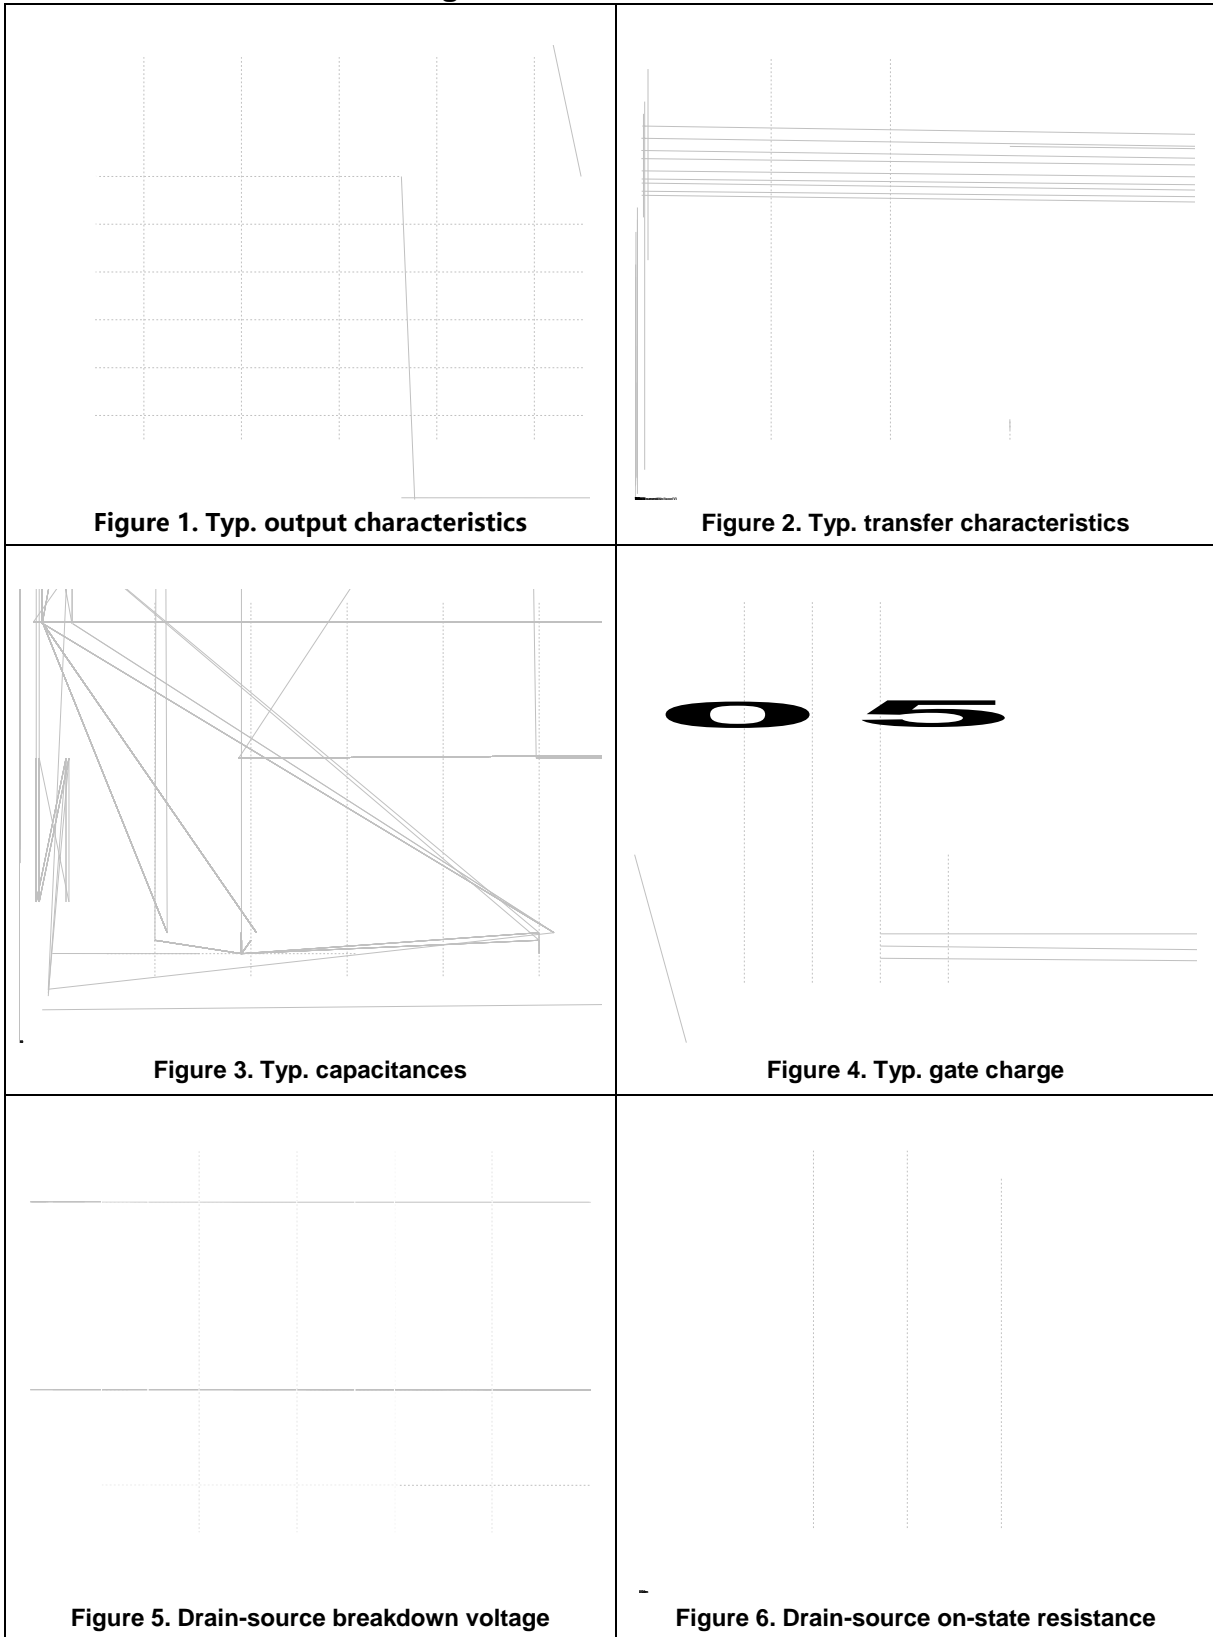 Figure 1. Typ. output characteristics
Figure 2. Typ. transfer characteristics
Figure 3. Typ. capacitances
0 5
Figure 4. Typ. gate charge
Figure 5. Drain-source breakdown voltage
Figure 6. Drain-source on-state resistance